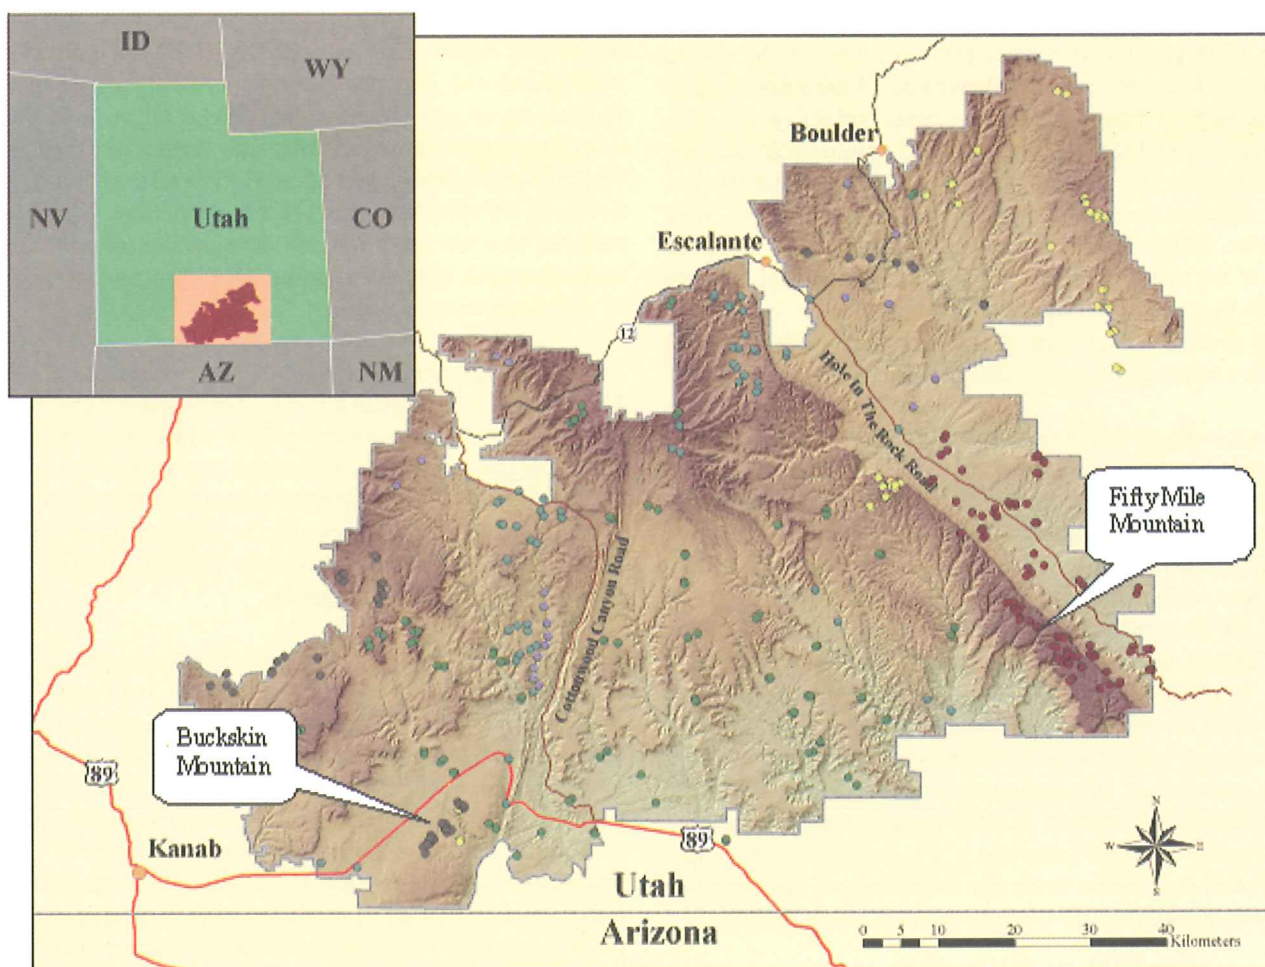 ID
WY
NV
Utah
CO
AZ
NM
Boulder
Escalante
12
Hole In The Rock Road
Fifty Mile
Mountain
Cottonwood Canyon Road
Buckskin
Mountain
89
Kanab
89
Utah
Arizona
N
W
E
S
0 5 10 20 30 40
Kilometers